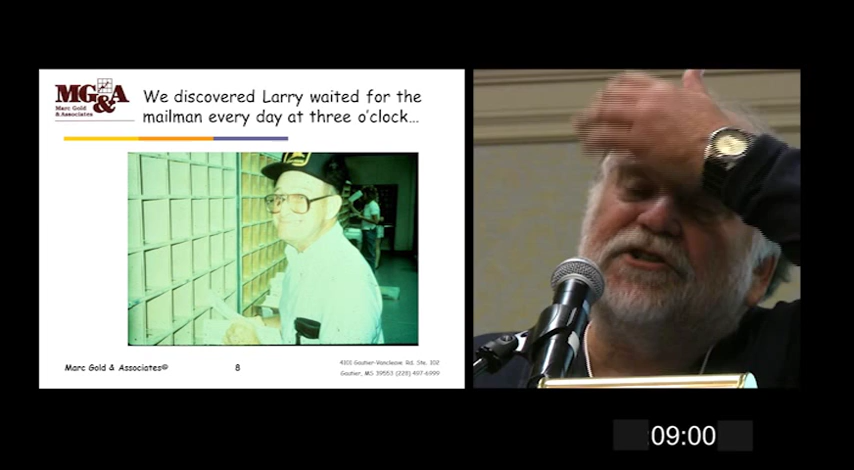 MG&A
Marc Gold
& Associates
We discovered Larry waited for the
mailman every day at three o'clock...
Marc Gold & Associates©
8
4101 Gautier-Vancleave Rd. Ste. 102
Gautier, MS 39553 (228) 497-6999
:09:00